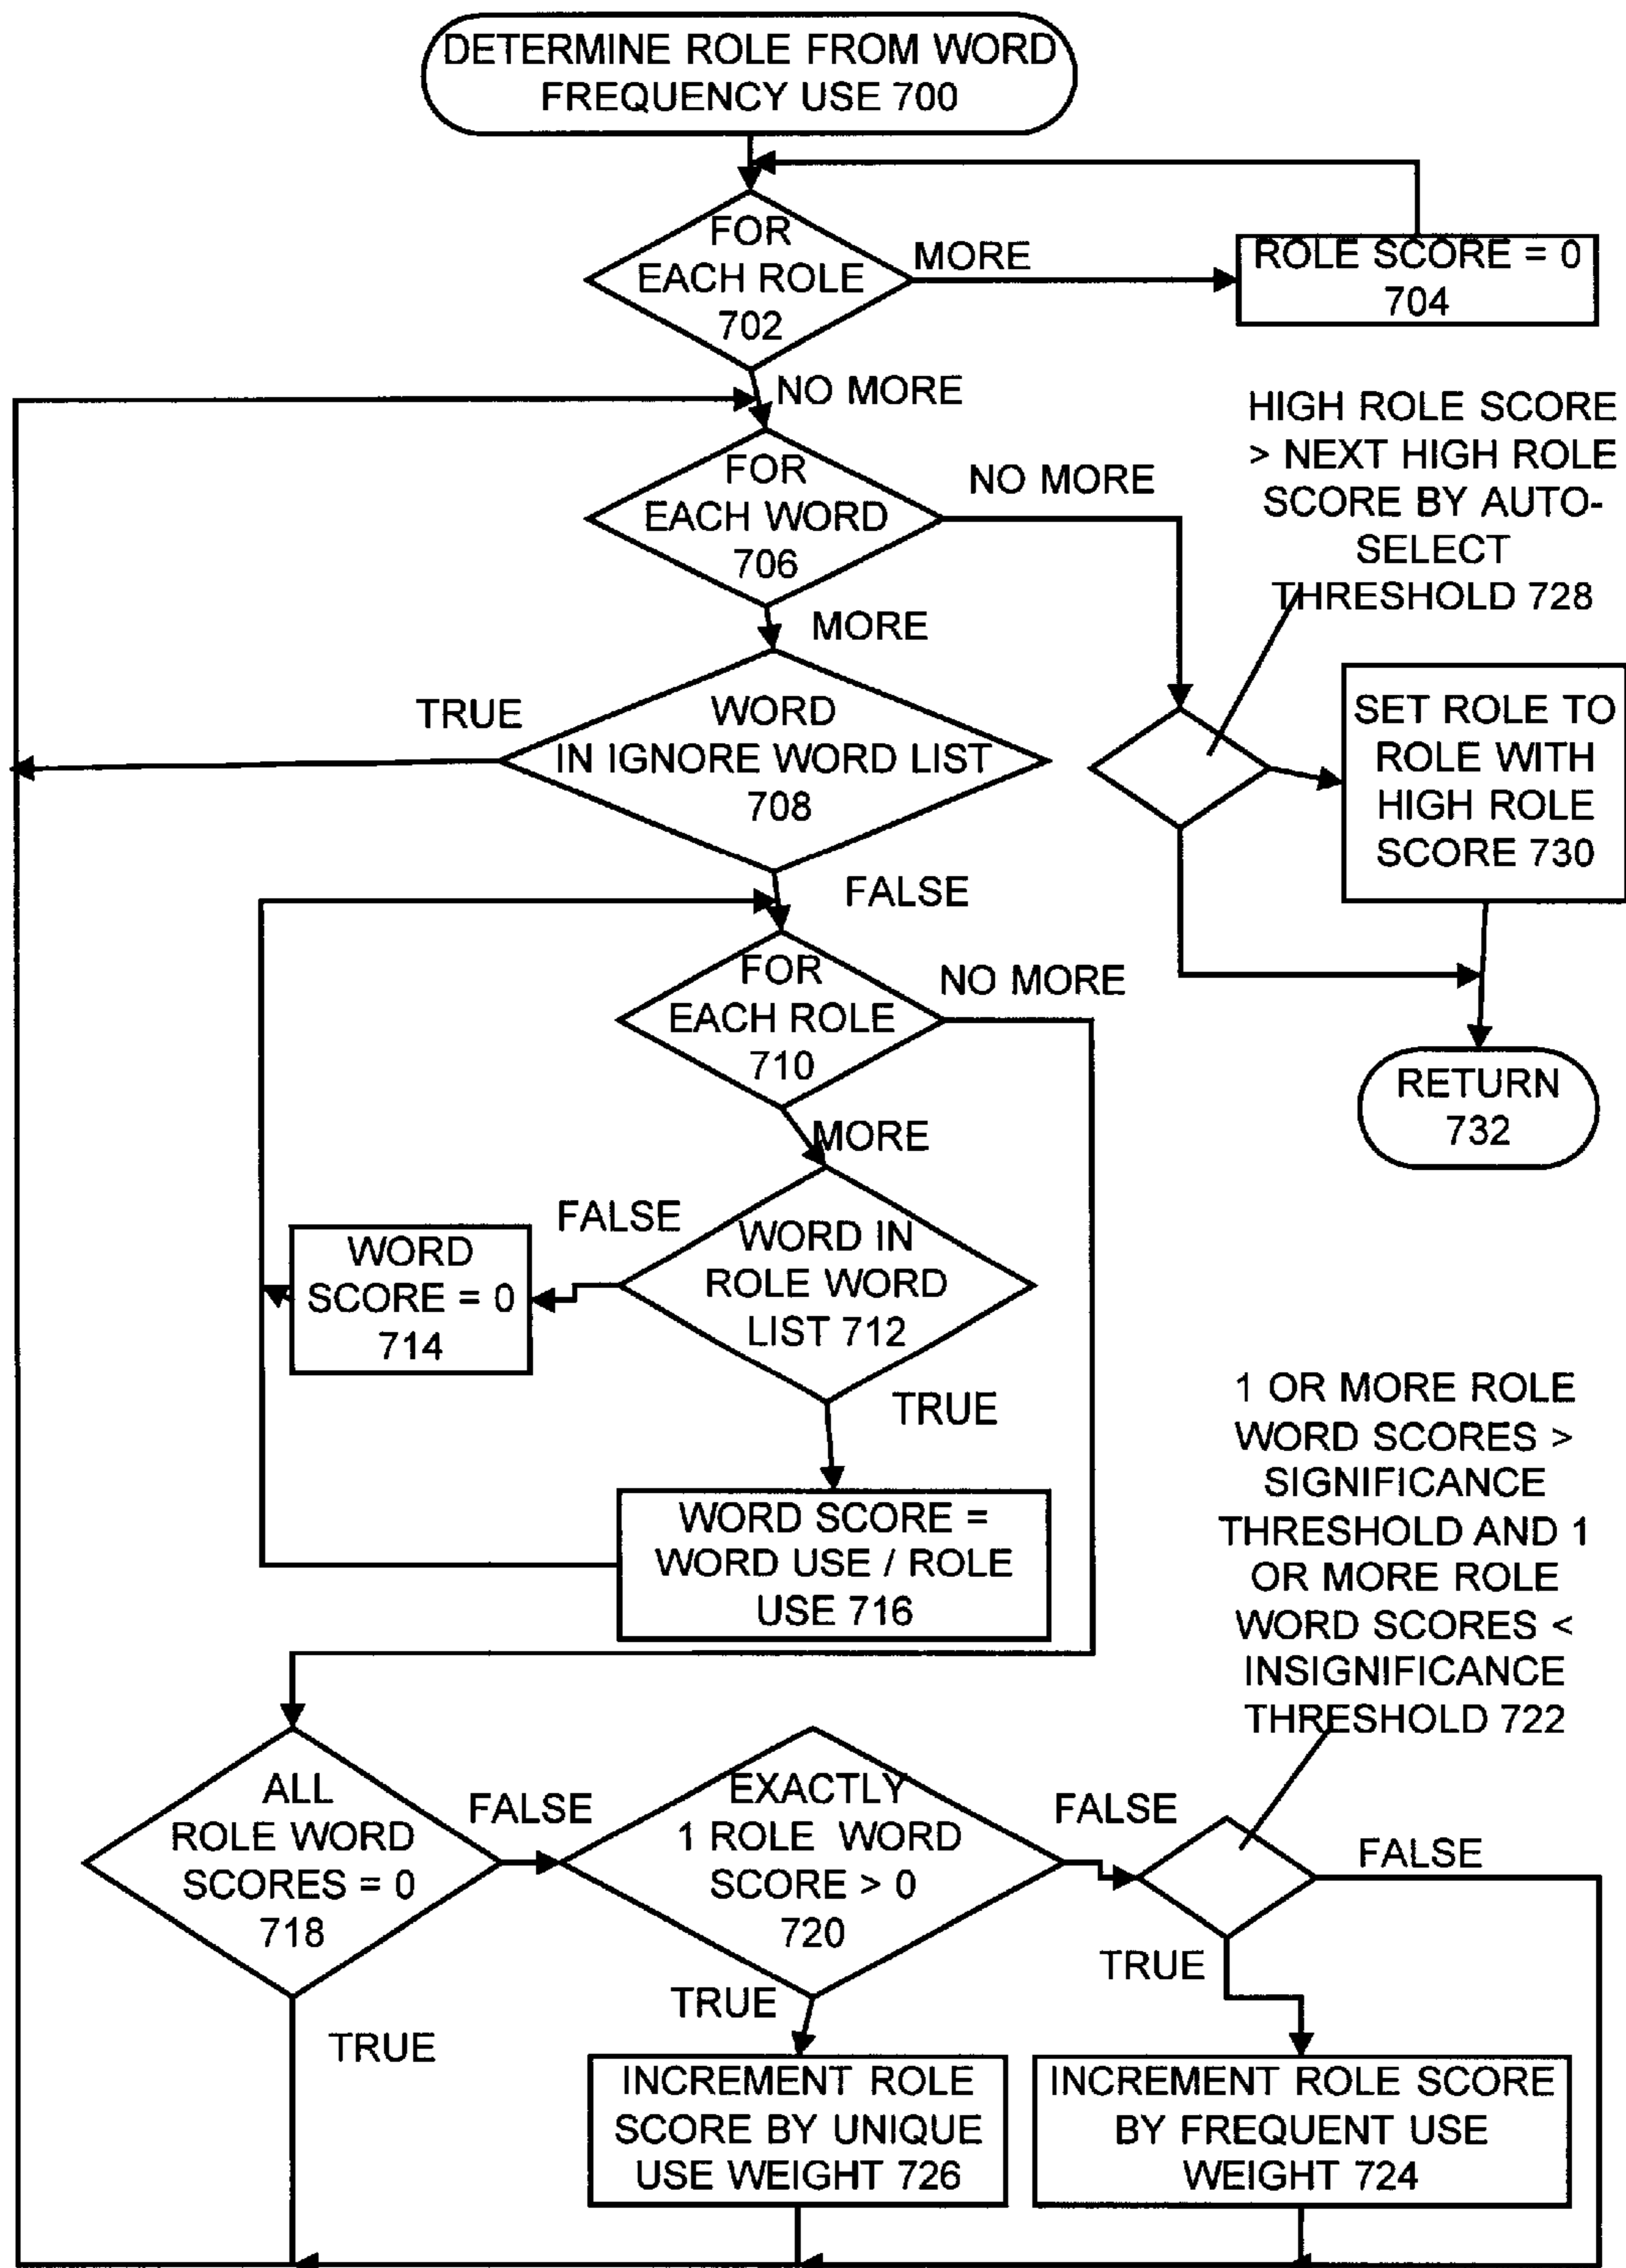 DETERMINE ROLE FROM WORD
FREQUENCY USE 700
FOR
EACH ROLE
702
MORE
ROLE SCORE = 0
704
NO MORE
FOR
EACH WORD
706
NO MORE
HIGH ROLE SCORE
> NEXT HIGH ROLE
SCORE BY AUTO-
SELECT
THRESHOLD 728
MORE
TRUE
WORD
IN IGNORE WORD LIST
708
SET ROLE TO
ROLE WITH
HIGH ROLE
SCORE 730
FALSE
FOR
EACH ROLE
710
NO MORE
RETURN
732
MORE
FALSE
WORD IN
ROLE WORD
LIST 712
WORD
SCORE = 0
714
TRUE
WORD SCORE =
WORD USE / ROLE
USE 716
1 OR MORE ROLE
WORD SCORES >
SIGNIFICANCE
THRESHOLD AND 1
OR MORE ROLE
WORD SCORES <
INSIGNIFICANCE
THRESHOLD 722
ALL
ROLE WORD
SCORES = 0
718
FALSE
EXACTLY
1 ROLE WORD
SCORE > 0
720
FALSE
FALSE
TRUE
TRUE
TRUE
INCREMENT ROLE
SCORE BY UNIQUE
USE WEIGHT 726
INCREMENT ROLE SCORE
BY FREQUENT USE
WEIGHT 724